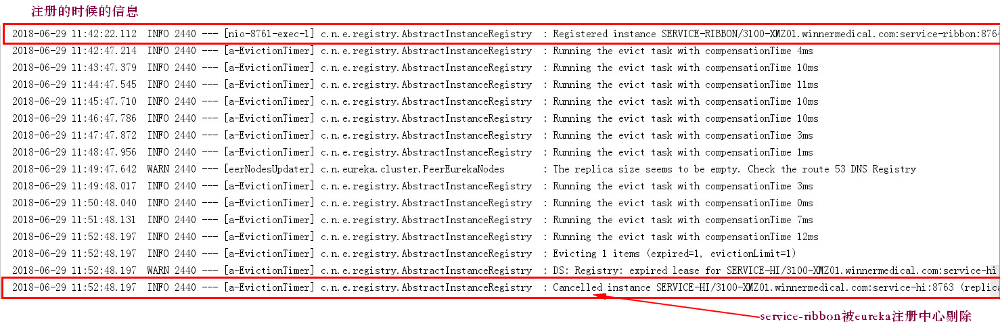 注册的时候的信息
2018-06-29 11:42:22.112  INFO 2440 --- [nio-8761-exec-1] c.n.e.registry.AbstractInstanceRegistry  : Registered instance SERVICE-RIBBON/3100-XMZ01.winnermedical.com:service-ribbon:8764
2018-06-29 11:42:47.214  INFO 2440 --- [a-EvictionTimer] c.n.e.registry.AbstractInstanceRegistry  : Running the evict task with compensationTime 4ms
2018-06-29 11:43:47.379  INFO 2440 --- [a-EvictionTimer] c.n.e.registry.AbstractInstanceRegistry  : Running the evict task with compensationTime 10ms
2018-06-29 11:44:47.545  INFO 2440 --- [a-EvictionTimer] c.n.e.registry.AbstractInstanceRegistry  : Running the evict task with compensationTime 11ms
2018-06-29 11:45:47.710  INFO 2440 --- [a-EvictionTimer] c.n.e.registry.AbstractInstanceRegistry  : Running the evict task with compensationTime 10ms
2018-06-29 11:46:47.786  INFO 2440 --- [a-EvictionTimer] c.n.e.registry.AbstractInstanceRegistry  : Running the evict task with compensationTime 10ms
2018-06-29 11:47:47.872  INFO 2440 --- [a-EvictionTimer] c.n.e.registry.AbstractInstanceRegistry  : Running the evict task with compensationTime 3ms
2018-06-29 11:48:47.956  INFO 2440 --- [a-EvictionTimer] c.n.e.registry.AbstractInstanceRegistry  : Running the evict task with compensationTime 1ms
2018-06-29 11:49:47.642  WARN 2440 --- [eerNodesUpdater] c.n.eureka.cluster.PeerEurekaNodes       : The replica size seems to be empty. Check the route 53 DNS Registry
2018-06-29 11:49:48.017  INFO 2440 --- [a-EvictionTimer] c.n.e.registry.AbstractInstanceRegistry  : Running the evict task with compensationTime 3ms
2018-06-29 11:50:48.040  INFO 2440 --- [a-EvictionTimer] c.n.e.registry.AbstractInstanceRegistry  : Running the evict task with compensationTime 0ms
2018-06-29 11:51:48.131  INFO 2440 --- [a-EvictionTimer] c.n.e.registry.AbstractInstanceRegistry  : Running the evict task with compensationTime 7ms
2018-06-29 11:52:48.197  INFO 2440 --- [a-EvictionTimer] c.n.e.registry.AbstractInstanceRegistry  : Running the evict task with compensationTime 12ms
2018-06-29 11:52:48.197  INFO 2440 --- [a-EvictionTimer] c.n.e.registry.AbstractInstanceRegistry  : Evicting 1 items (expired=1, evictionLimit=1)
2018-06-29 11:52:48.197  WARN 2440 --- [a-EvictionTimer] c.n.e.registry.AbstractInstanceRegistry  : DS: Registry: expired lease for SERVICE-HI/3100-XMZ01.winnermedical.com:service-hi
2018-06-29 11:52:48.197  INFO 2440 --- [a-EvictionTimer] c.n.e.registry.AbstractInstanceRegistry  : Cancelled instance SERVICE-HI/3100-XMZ01.winnermedical.com:service-hi:8763 (replica
service-ribbon被eureka注册中心剔除